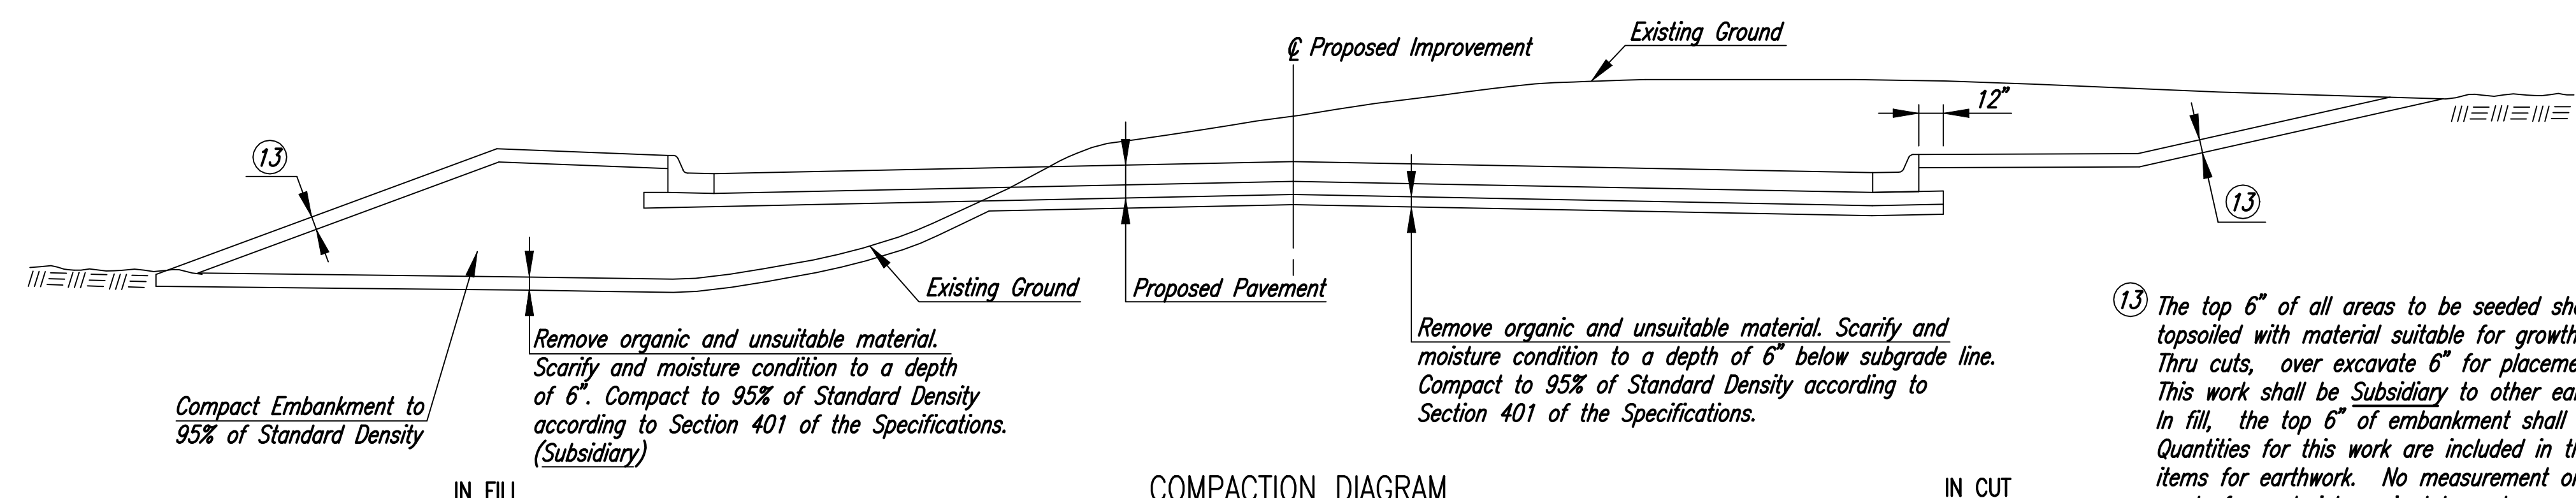 Existing Ground
℄ Proposed Improvement
12"
13
13
Existing Ground
Proposed Pavement
Remove organic and unsuitable material.
Scarify and moisture condition to a depth
of 6". Compact to 95% of Standard Density
according to Section 401 of the Specifications.
(Subsidiary)
Compact Embankment to
95% of Standard Density
Remove organic and unsuitable material. Scarify and
moisture condition to a depth of 6" below subgrade line.
Compact to 95% of Standard Density according to
Section 401 of the Specifications.
13 The top 6" of all areas to be seeded
topsoiled with material suitable for growth
Thru cuts, over excavate 6" for
This work shall be Subsidiary to other
In fill, the top 6" of embankment shall
Quantities for this work are included in
items for earthwork. No measurement
IN FILL
COMPACTION DIAGRAM
IN CUT